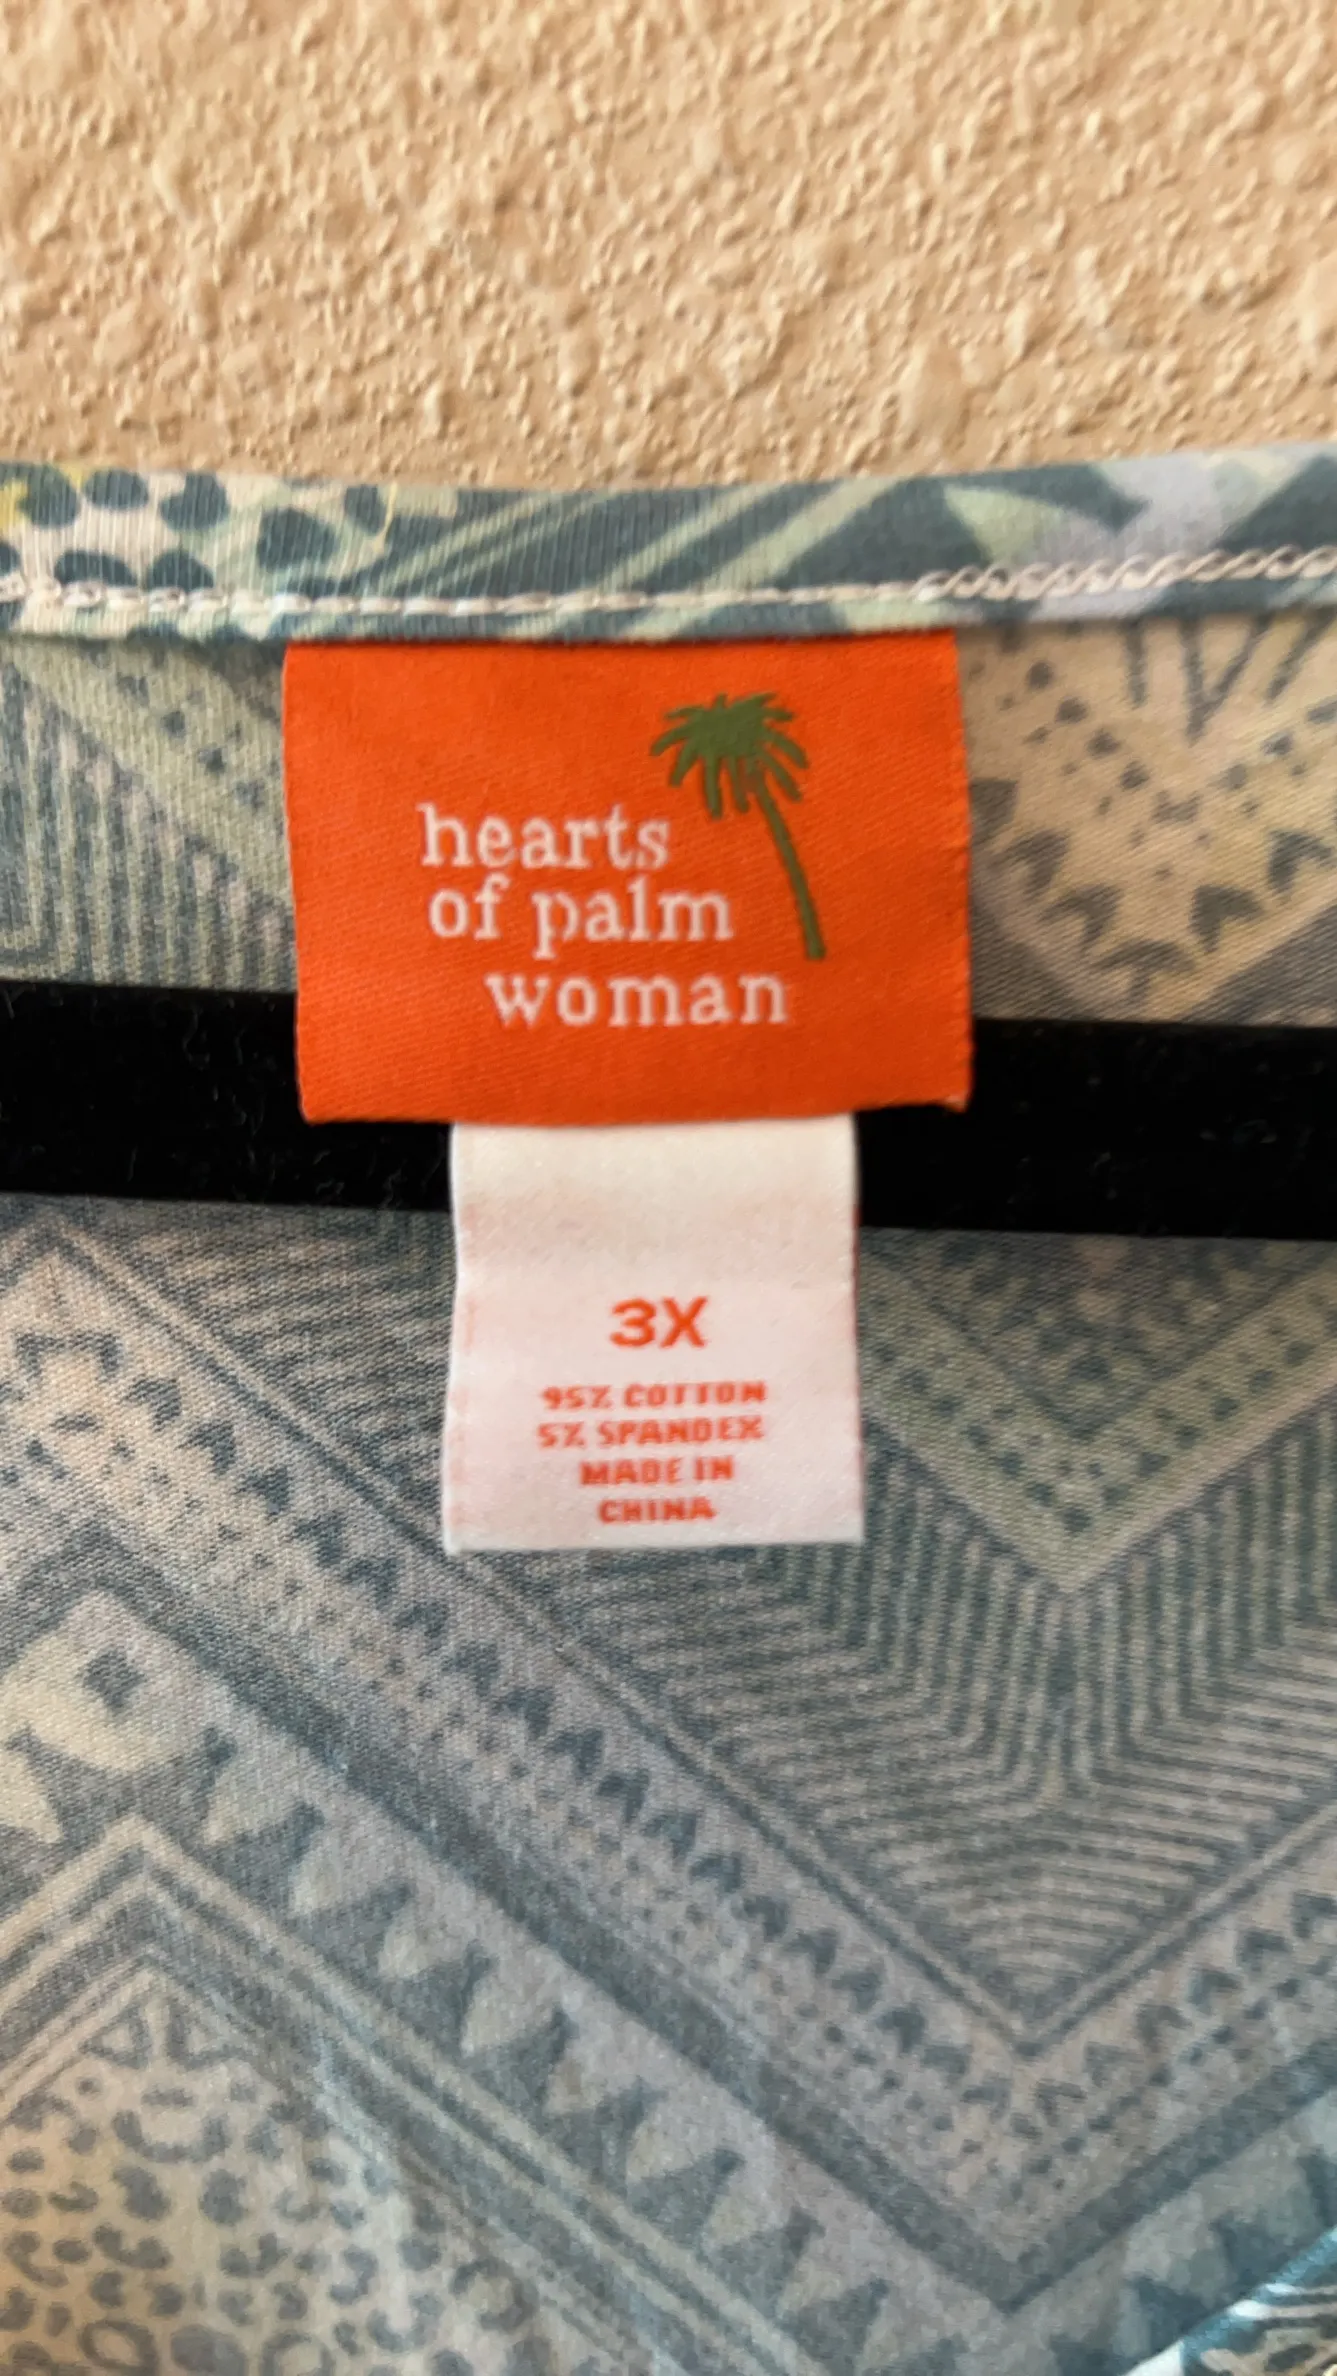 hearts
of palm
woman
3X
95% COTTON
5% SPANDEX
MADE IN
CHINA